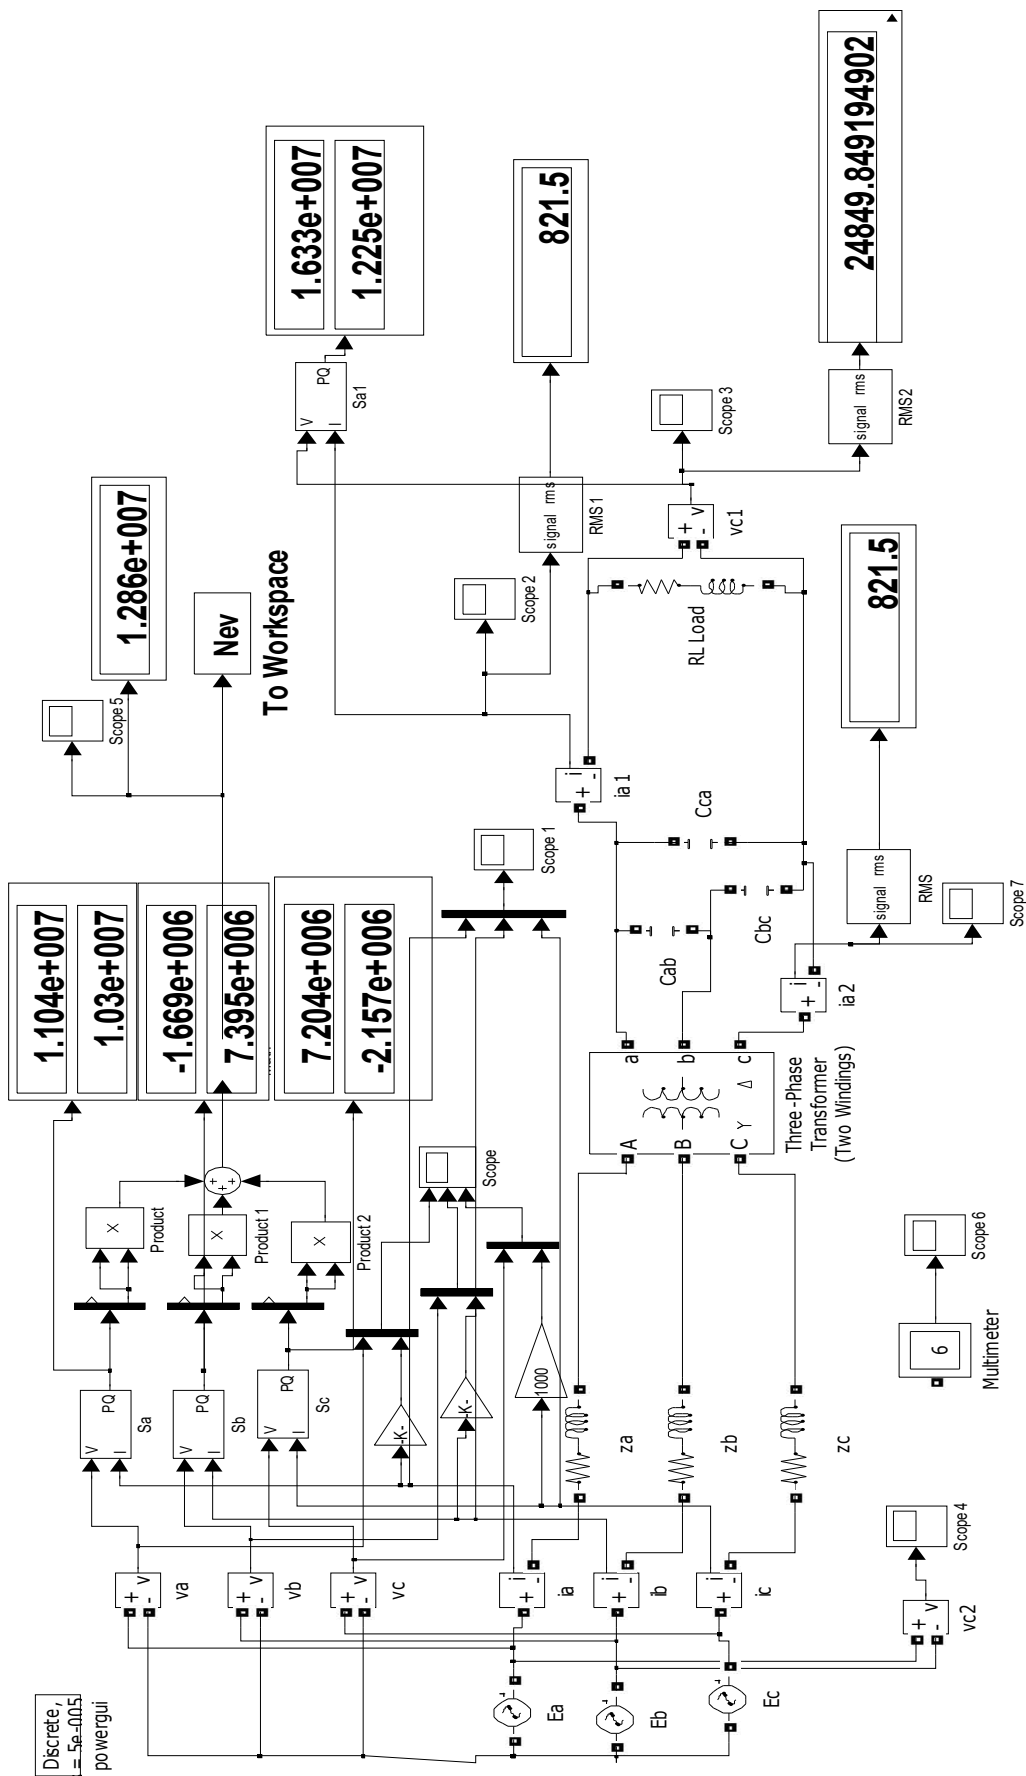 Discrete,
= 5e-005
powergui
1.104e+007
1.03e+007
-1.669e+006
7.395e+006
7.204e+006
-2.157e+006
Scope 5
1.286e+007
Nev
To Workspace
1.633e+007
1.225e+007
V
I
PQ
Sa1
821.5
24849.849194902
signal rms
RMS2
Scope 3
signal rms
RMS1
Scope 2
+
-
v
vc1
RL Load
821.5
signal rms
RMS
Scope 7
+
-
i
ia 1
Cca
Cbc
Cab
+
-
i
ia 2
Scope 1
Scope
X
Product
X
Product 1
X
Product 2
+
+
+
V
I
PQ
Sa
V
I
PQ
Sb
V
I
PQ
Sc
-K-
-K-
1000
A
B
C
a
b
c
Y
Δ
Three-Phase
Transformer
(Two Windings)
za
zb
zc
+
-
v
va
+
-
v
vb
+
-
v
vc
+
-
i
ia
+
-
i
ib
+
-
i
ic
Ea
Eb
Ec
Scope 4
+
-
v
vc2
6
Multimeter
Scope 6